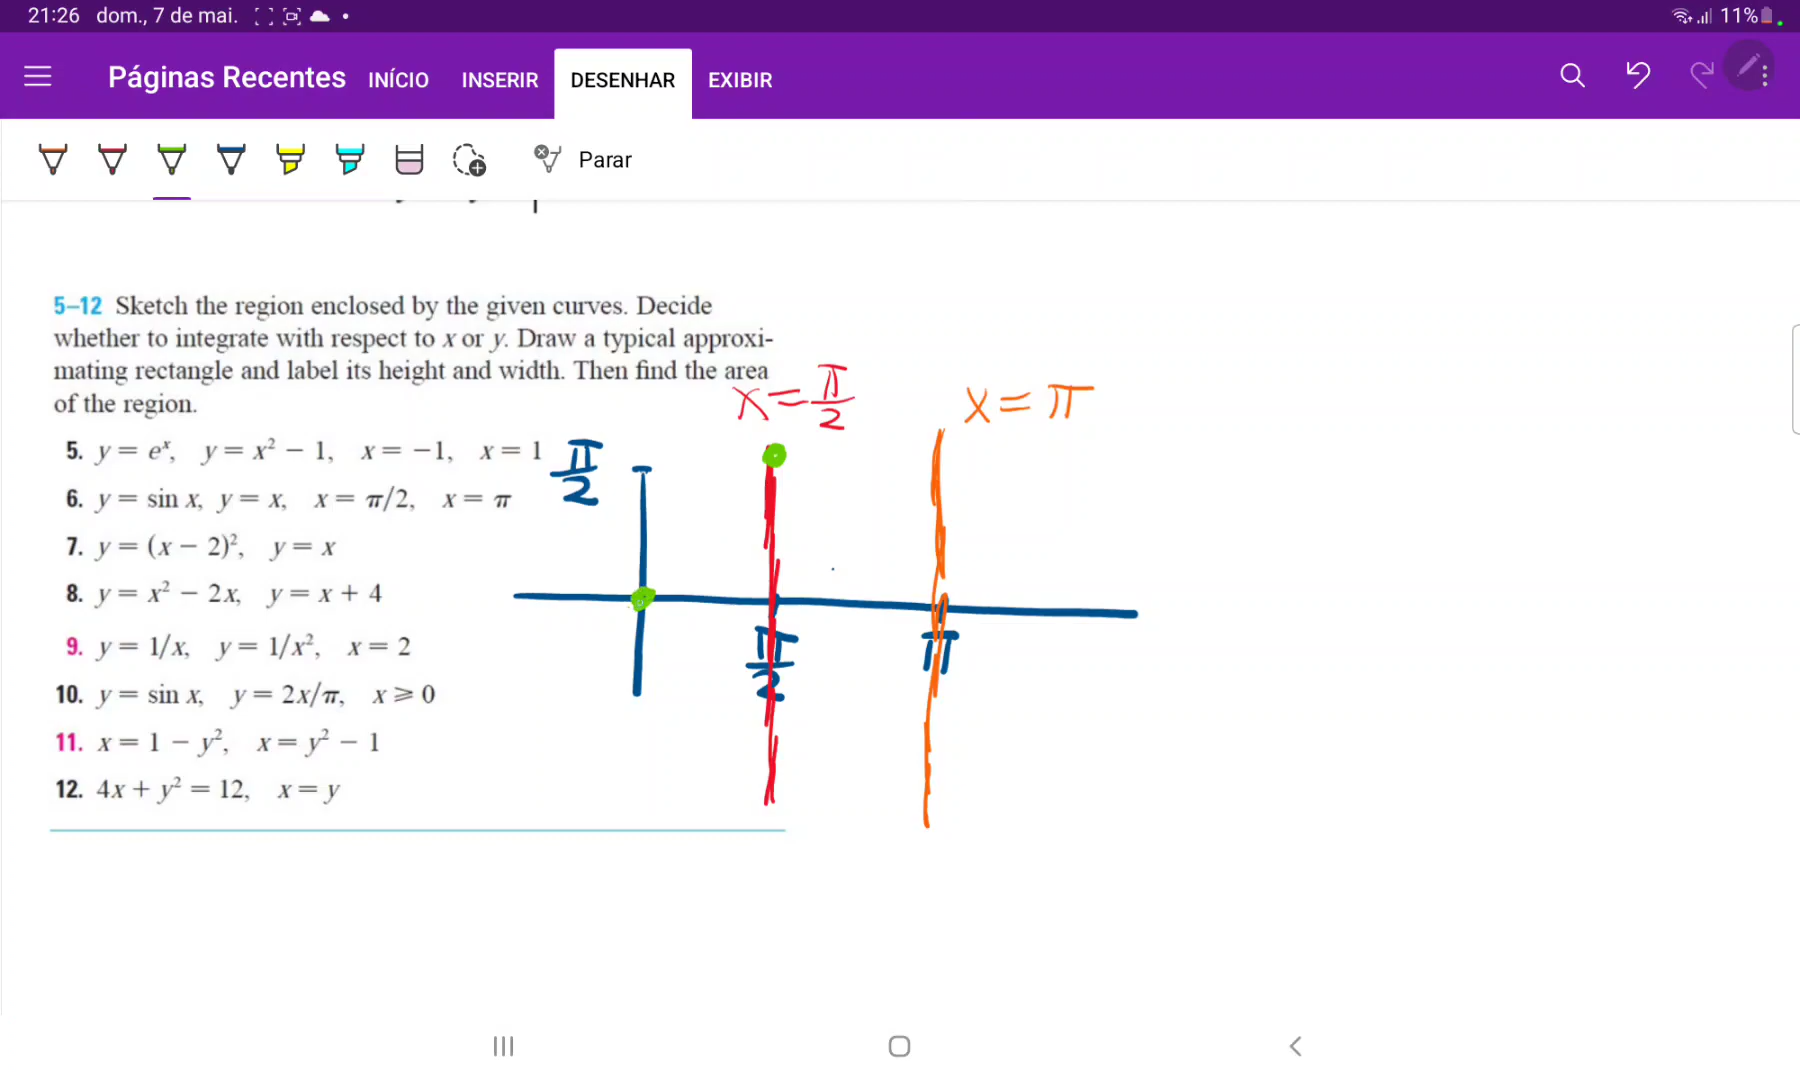 21:26 dom., 7 de mai. 11%
Páginas Recentes INÍCIO INSERIR DESENHAR EXIBIR
Parar
5–12 Sketch the region enclosed by the given curves. Decide
whether to integrate with respect to x or y. Draw a typical approxi-
mating rectangle and label its height and width. Then find the area
of the region.
x = π/2
x = π
5. y = eˣ, y = x² − 1, x = −1, x = 1
π/2
6. y = sin x, y = x, x = π/2, x = π
7. y = (x − 2)², y = x
8. y = x² − 2x, y = x + 4
9. y = 1/x, y = 1/x², x = 2
π/2
π
10. y = sin x, y = 2x/π, x ⩾ 0
11. x = 1 − y², x = y² − 1
12. 4x + y² = 12, x = y